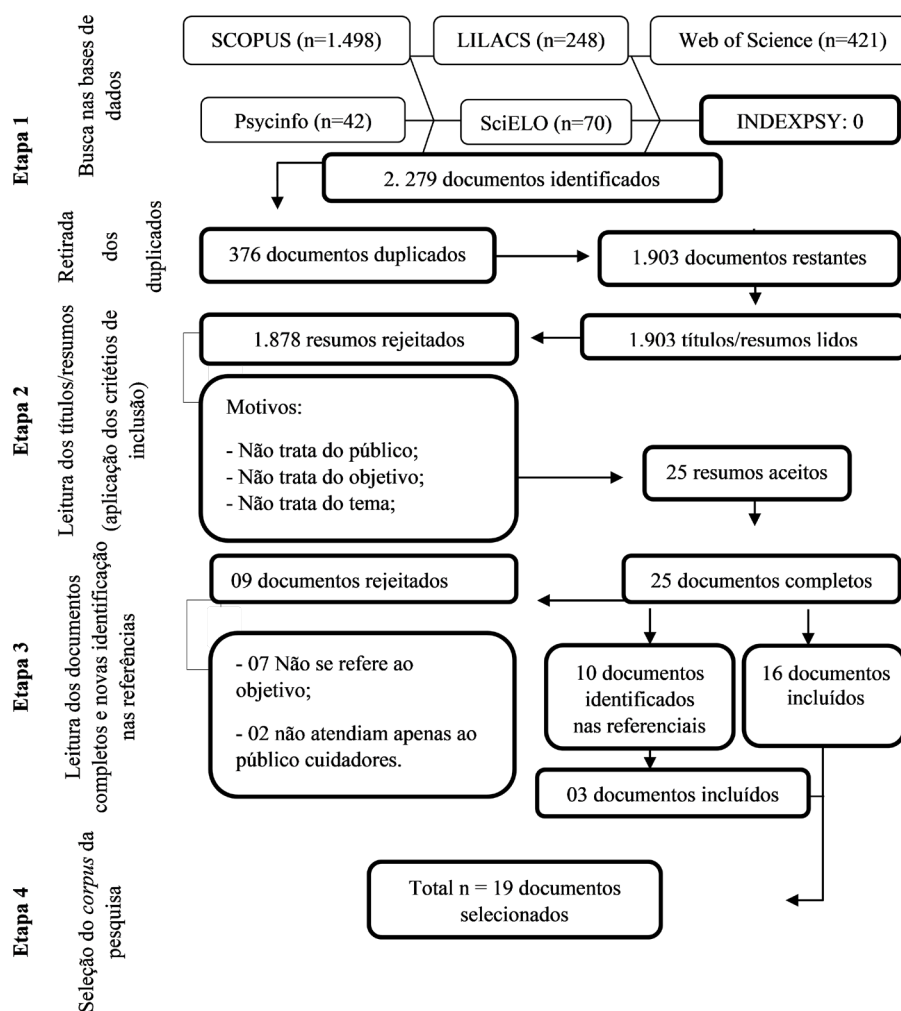 SCOPUS (n=1.498)
LILACS (n=248)
Web of Science (n=421)
Psycinfo (n=42)
SciELO (n=70)
INDEXPSY: 0
2. 279 documentos identificados
Etapa 1
Busca nas bases de
dados
Retirada dos
duplicados
376 documentos duplicados
1.903 documentos restantes
Etapa 2
Leitura dos títulos/resumos
(aplicação dos critétios de
inclusão)
1.878 resumos rejeitados
1.903 títulos/resumos lidos
Motivos:
- Não trata do público;
- Não trata do objetivo;
- Não trata do tema;
25 resumos aceitos
Etapa 3
Leitura dos documentos
completos e novas identificação
nas referências
09 documentos rejeitados
25 documentos completos
- 07 Não se refere ao
objetivo;
- 02 não atendiam apenas ao
público cuidadores.
10 documentos
identificados
nas referenciais
16 documentos
incluídos
03 documentos incluídos
Etapa 4
Seleção do corpus da
pesquisa
Total n = 19 documentos
selecionados